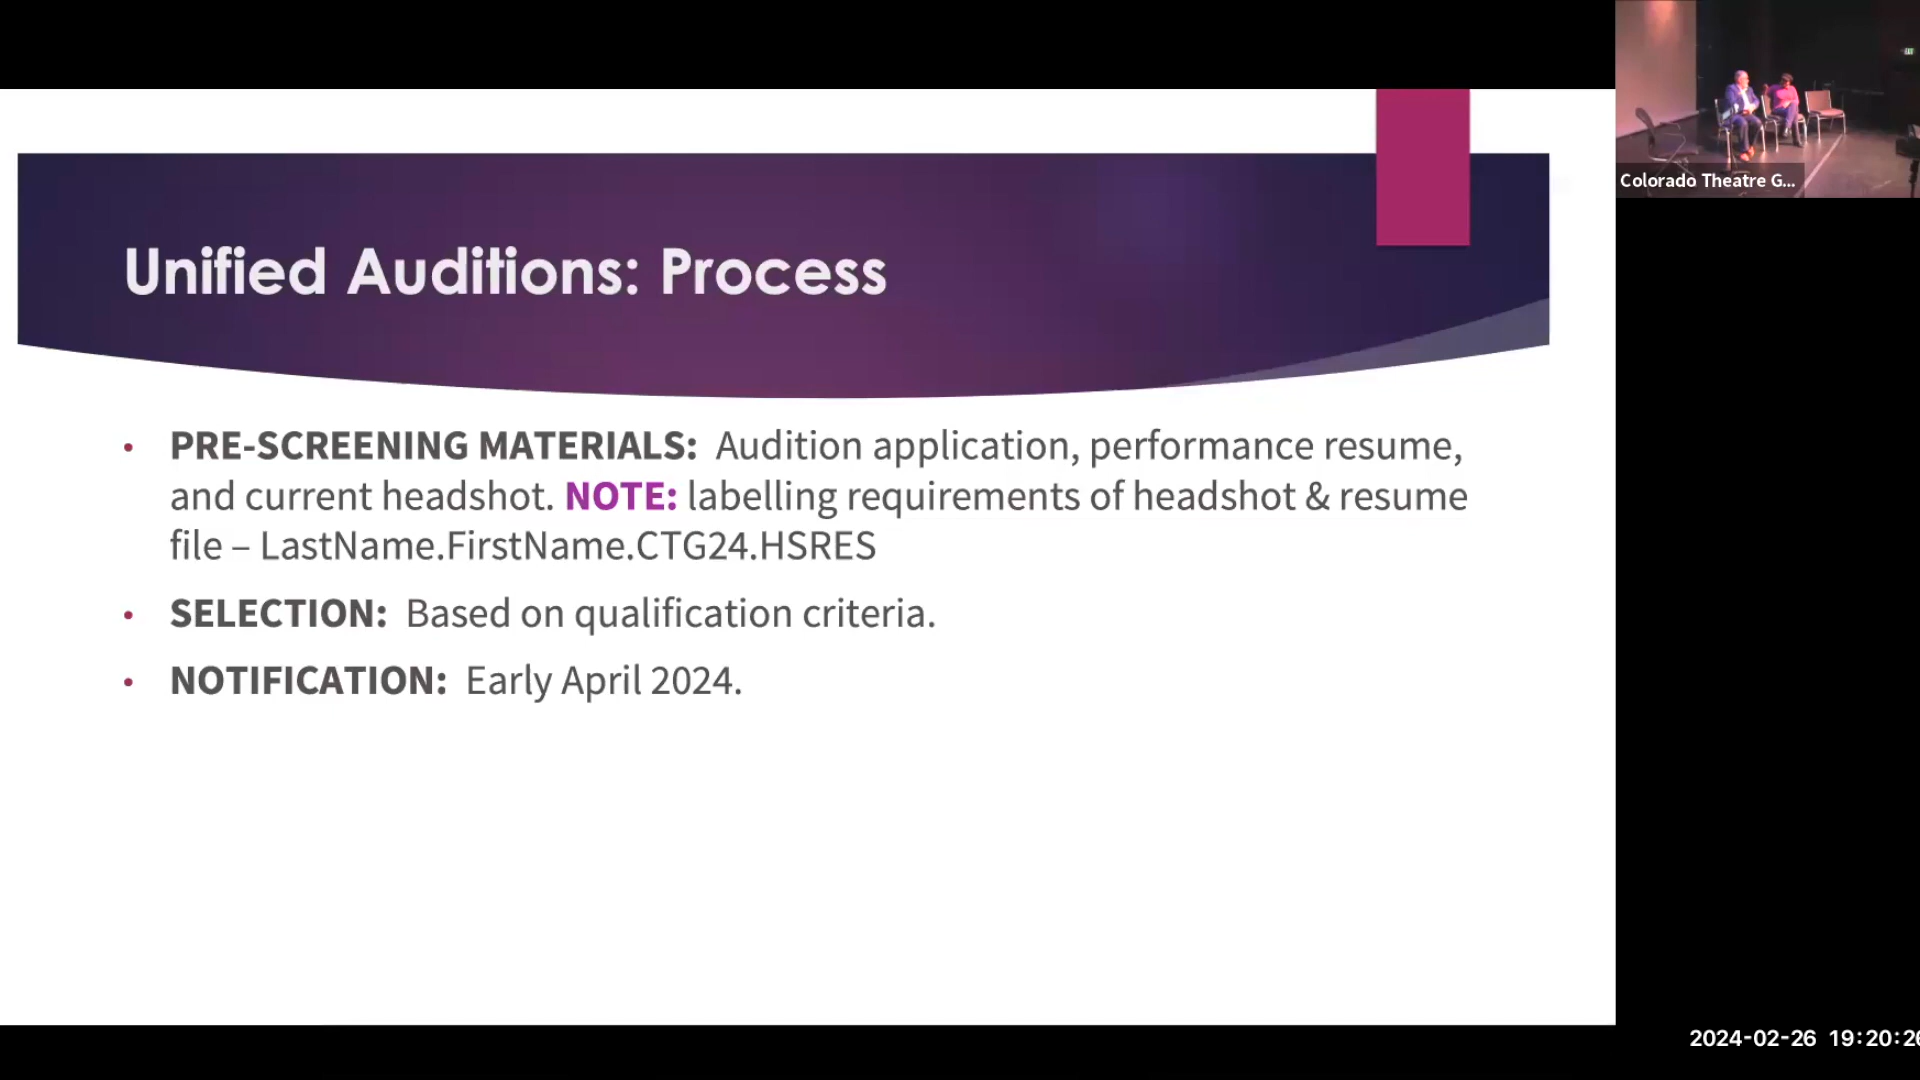 Unified Auditions: Process
• PRE-SCREENING MATERIALS: Audition application, performance resume,
and current headshot. NOTE: labelling requirements of headshot & resume
file – LastName.FirstName.CTG24.HSRES
• SELECTION: Based on qualification criteria.
• NOTIFICATION: Early April 2024.
Colorado Theatre G...
2024-02-26 19:20:26